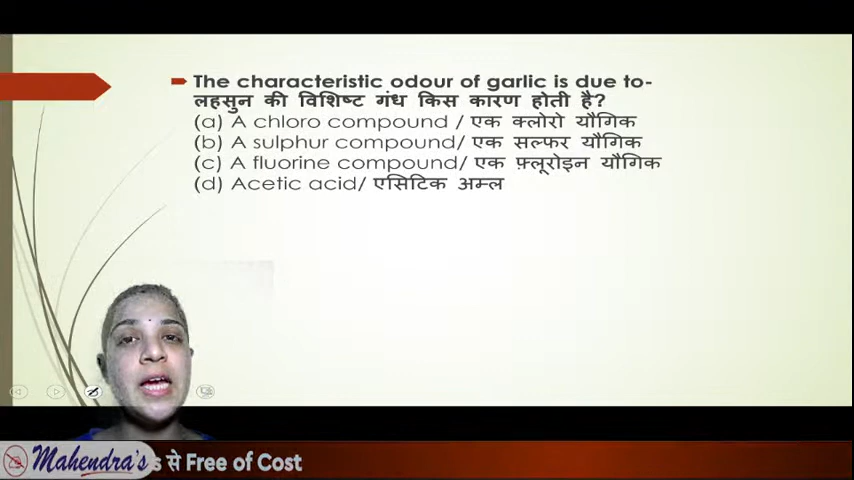 The characteristic odour of garlic is due to-
लहसुन की विशिष्ट गंध किस कारण होती है?
(a) A chloro compound / एक क्लोरो यौगिक
(b) A sulphur compound/ एक सल्फर यौगिक
(c) A fluorine compound/ एक फ़्लूरोइन यौगिक
(d) Acetic acid/ एसिटिक अम्ल
Mahendra's s से Free of Cost